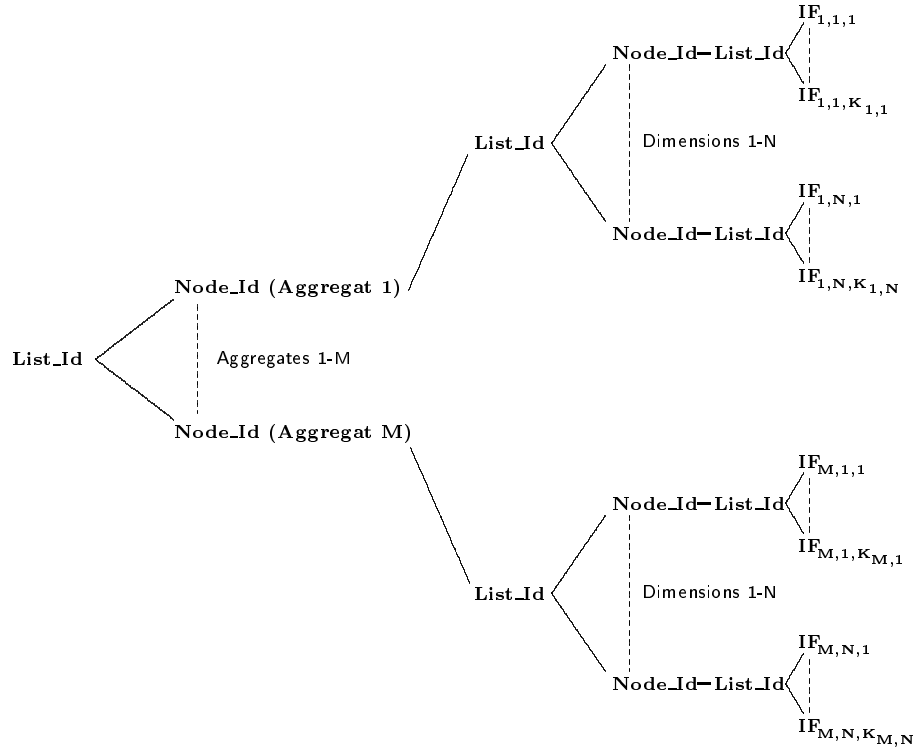 IF1,1,1
Node_Id–List_Id
IF1,1,K1,1
List_Id
Dimensions 1-N
IF1,N,1
Node_Id–List_Id
IF1,N,K1,N
Node_Id (Aggregat 1)
List_Id
Aggregates 1-M
Node_Id (Aggregat M)
IFM,1,1
Node_Id–List_Id
IFM,1,KM,1
List_Id
Dimensions 1-N
IFM,N,1
Node_Id–List_Id
IFM,N,KM,N